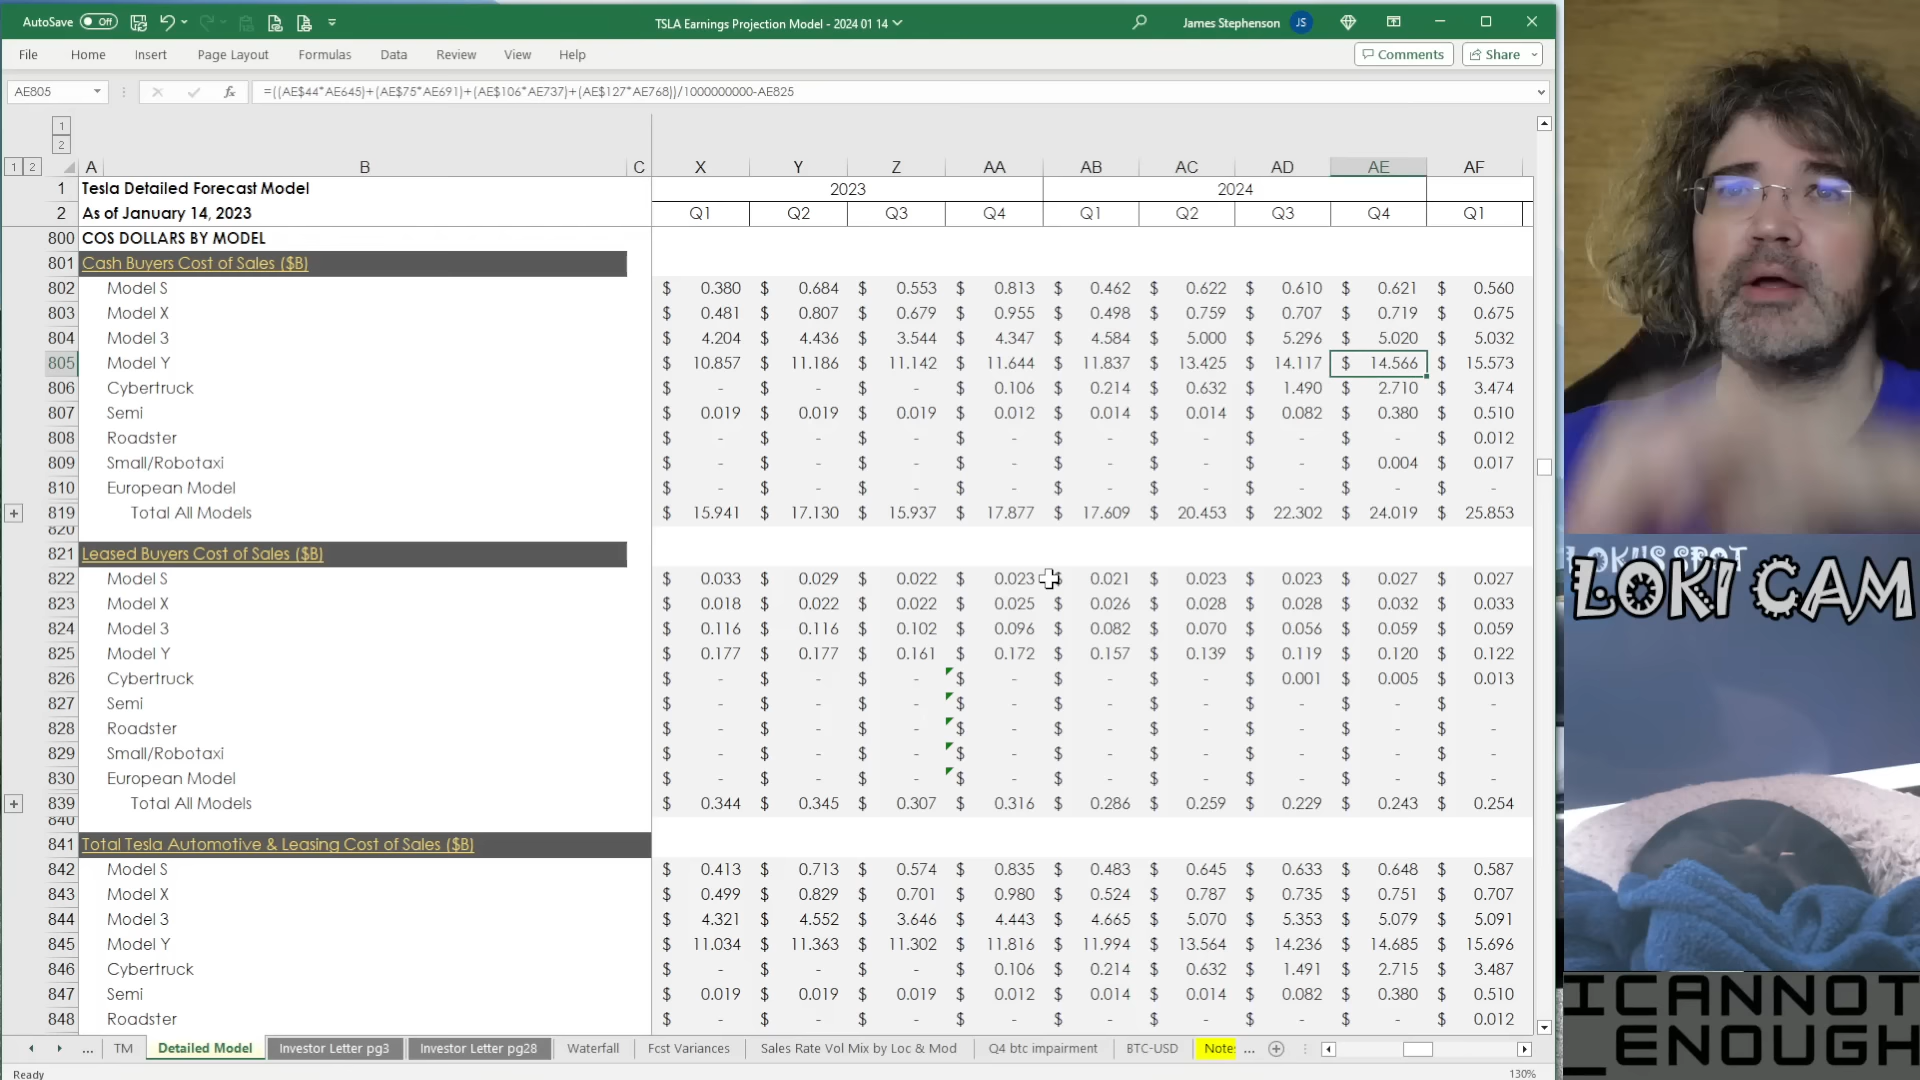 AutoSave Off TSLA Earnings Projection Model - 2024 01 14 James Stephenson JS
File Home Insert Page Layout Formulas Data Review View Help Comments Share
AE805 fx =((AE$44*AE645)+(AE$75*AE691)+(AE$106*AE737)+(AE$127*AE768))/1000000000-AE825
1
2
1 2 A B C X Y Z AA AB AC AD AE AF
1 Tesla Detailed Forecast Model 2023 2024
2 As of January 14, 2023 Q1 Q2 Q3 Q4 Q1 Q2 Q3 Q4 Q1
800 COS DOLLARS BY MODEL
801 Cash Buyers Cost of Sales ($B)
802 Model S $ 0.380 $ 0.684 $ 0.553 $ 0.813 $ 0.462 $ 0.622 $ 0.610 $ 0.621 $ 0.560
803 Model X $ 0.481 $ 0.807 $ 0.679 $ 0.955 $ 0.498 $ 0.759 $ 0.707 $ 0.719 $ 0.675
804 Model 3 $ 4.204 $ 4.436 $ 3.544 $ 4.347 $ 4.584 $ 5.000 $ 5.296 $ 5.020 $ 5.032
805 Model Y $ 10.857 $ 11.186 $ 11.142 $ 11.644 $ 11.837 $ 13.425 $ 14.117 $ 14.566 $ 15.573
806 Cybertruck $ - $ - $ - $ 0.106 $ 0.214 $ 0.632 $ 1.490 $ 2.710 $ 3.474
807 Semi $ 0.019 $ 0.019 $ 0.019 $ 0.012 $ 0.014 $ 0.014 $ 0.082 $ 0.380 $ 0.510
808 Roadster $ - $ - $ - $ - $ - $ - $ - $ - $ 0.012
809 Small/Robotaxi $ - $ - $ - $ - $ - $ - $ - $ 0.004 $ 0.017
810 European Model $ - $ - $ - $ - $ - $ - $ - $ - $ -
819 Total All Models $ 15.941 $ 17.130 $ 15.937 $ 17.877 $ 17.609 $ 20.453 $ 22.302 $ 24.019 $ 25.853
820
821 Leased Buyers Cost of Sales ($B)
822 Model S $ 0.033 $ 0.029 $ 0.022 $ 0.023 $ 0.021 $ 0.023 $ 0.023 $ 0.027 $ 0.027
823 Model X $ 0.018 $ 0.022 $ 0.022 $ 0.025 $ 0.026 $ 0.028 $ 0.028 $ 0.032 $ 0.033
824 Model 3 $ 0.116 $ 0.116 $ 0.102 $ 0.096 $ 0.082 $ 0.070 $ 0.056 $ 0.059 $ 0.059
825 Model Y $ 0.177 $ 0.177 $ 0.161 $ 0.172 $ 0.157 $ 0.139 $ 0.119 $ 0.120 $ 0.122
826 Cybertruck $ - $ - $ - $ - $ - $ - $ 0.001 $ 0.005 $ 0.013
827 Semi $ - $ - $ - $ - $ - $ - $ - $ - $ -
828 Roadster $ - $ - $ - $ - $ - $ - $ - $ - $ -
829 Small/Robotaxi $ - $ - $ - $ - $ - $ - $ - $ - $ -
830 European Model $ - $ - $ - $ - $ - $ - $ - $ - $ -
839 Total All Models $ 0.344 $ 0.345 $ 0.307 $ 0.316 $ 0.286 $ 0.259 $ 0.229 $ 0.243 $ 0.254
840
841 Total Tesla Automotive & Leasing Cost of Sales ($B)
842 Model S $ 0.413 $ 0.713 $ 0.574 $ 0.835 $ 0.483 $ 0.645 $ 0.633 $ 0.648 $ 0.587
843 Model X $ 0.499 $ 0.829 $ 0.701 $ 0.980 $ 0.524 $ 0.787 $ 0.735 $ 0.751 $ 0.707
844 Model 3 $ 4.321 $ 4.552 $ 3.646 $ 4.443 $ 4.665 $ 5.070 $ 5.353 $ 5.079 $ 5.091
845 Model Y $ 11.034 $ 11.363 $ 11.302 $ 11.816 $ 11.994 $ 13.564 $ 14.236 $ 14.685 $ 15.696
846 Cybertruck $ - $ - $ - $ 0.106 $ 0.214 $ 0.632 $ 1.491 $ 2.715 $ 3.487
847 Semi $ 0.019 $ 0.019 $ 0.019 $ 0.012 $ 0.014 $ 0.014 $ 0.082 $ 0.380 $ 0.510
848 Roadster $ - $ - $ - $ - $ - $ - $ - $ - $ 0.012
... TM Detailed Model Investor Letter pg3 Investor Letter pg28 Waterfall Fcst Variances Sales Rate Vol Mix by Loc & Mod Q4 btc impairment BTC-USD Notes ...
Ready 130%
LOKI'S SPOT
LOKI CAM
ICANNOT
_ENOUGH